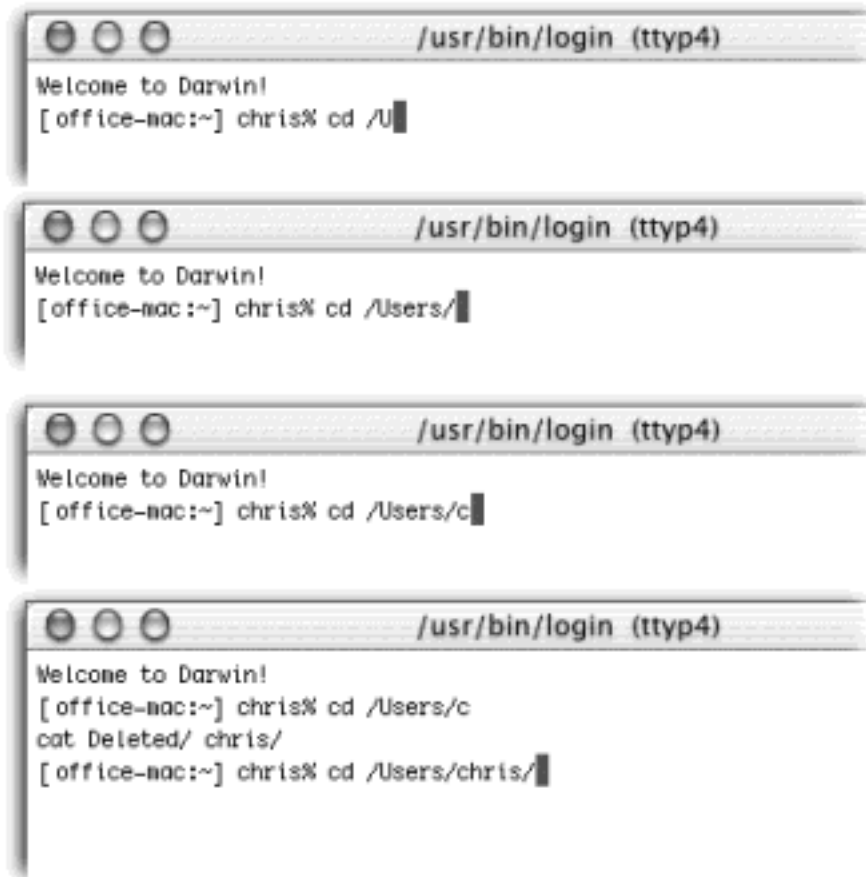 /usr/bin/login (ttyp4)
Welcome to Darwin!
[office-mac:~] chris% cd /U
/usr/bin/login (ttyp4)
Welcome to Darwin!
[office-mac:~] chris% cd /Users/
/usr/bin/login (ttyp4)
Welcome to Darwin!
[office-mac:~] chris% cd /Users/c
/usr/bin/login (ttyp4)
Welcome to Darwin!
[office-mac:~] chris% cd /Users/c
cat Deleted/ chris/
[office-mac:~] chris% cd /Users/chris/